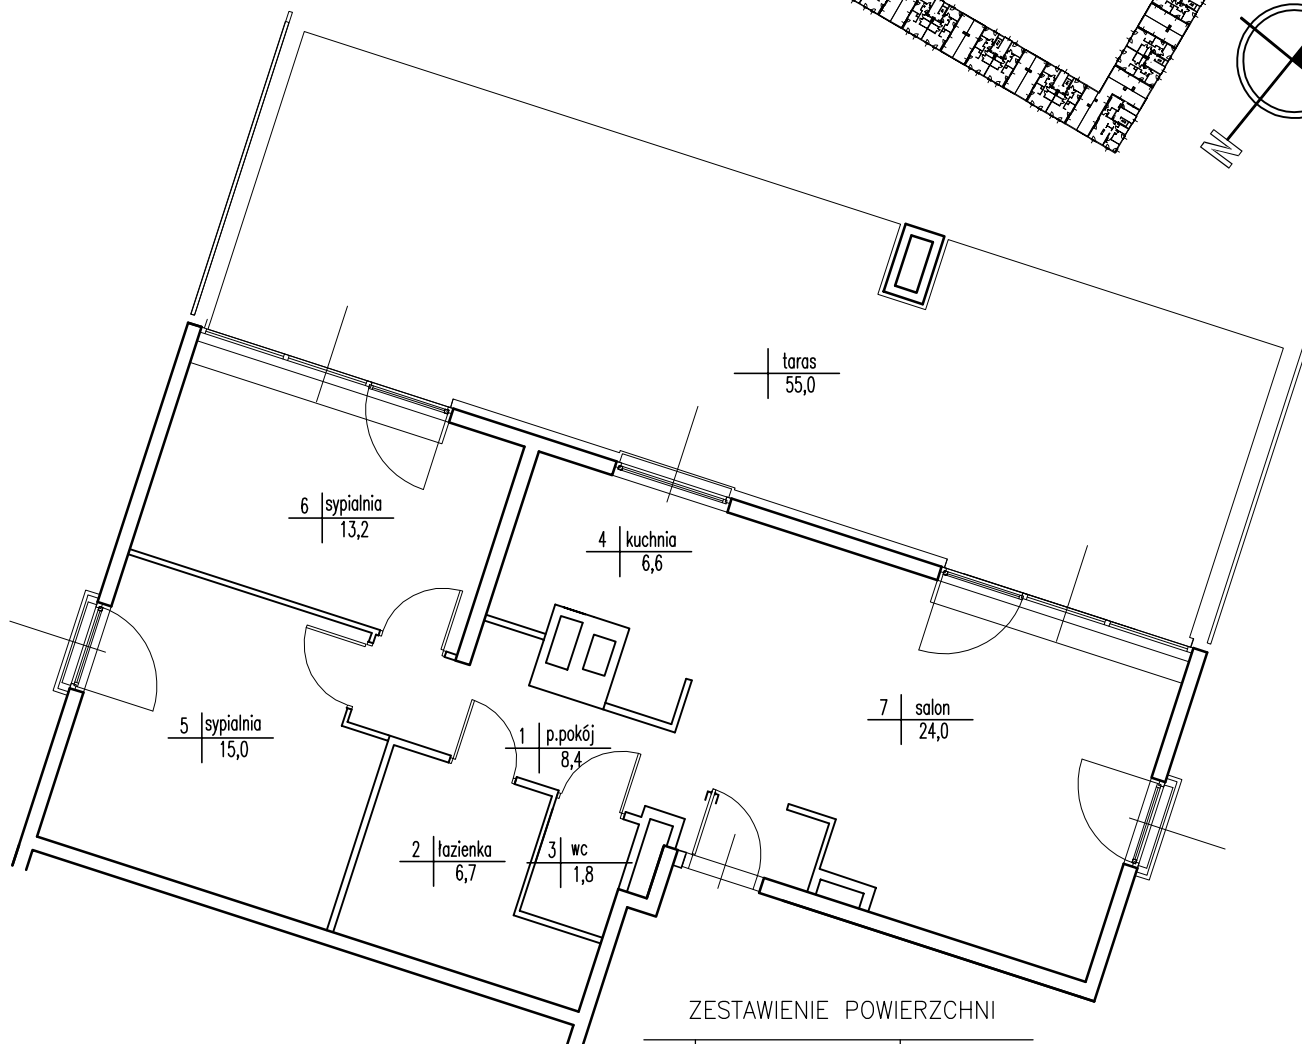 N
taras
55,0
6 sypialnia
13,2
4 kuchnia
6,6
7 salon
24,0
5 sypialnia
15,0
1 p.pokój
8,4
2 łazienka
6,7
3 wc
1,8
ZESTAWIENIE POWIERZCHNI